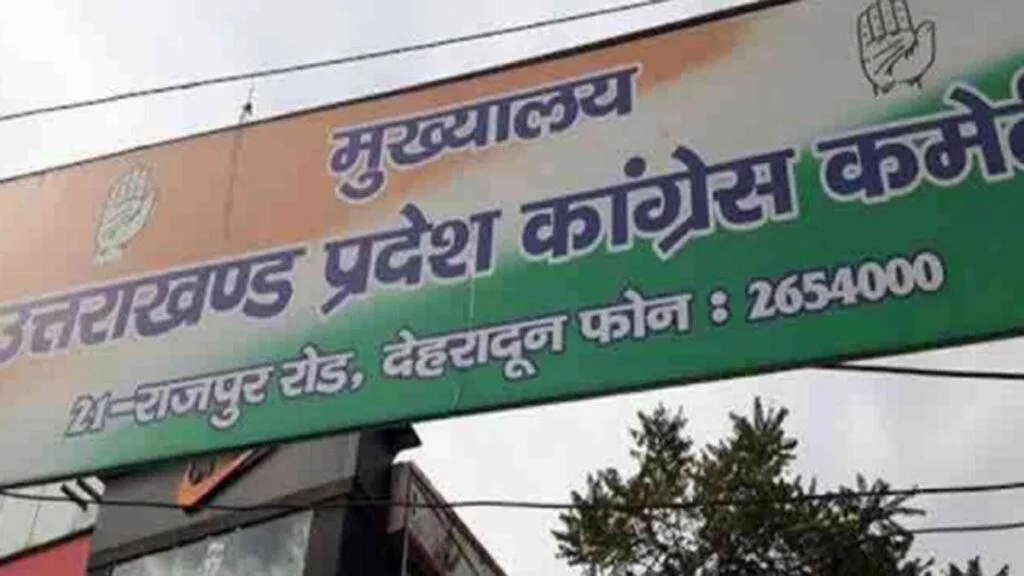 मुख्यालय
उत्तराखण्ड प्रदेश कांग्रेस
21-राजपुर रोड, देहरादून फोन : 2654000